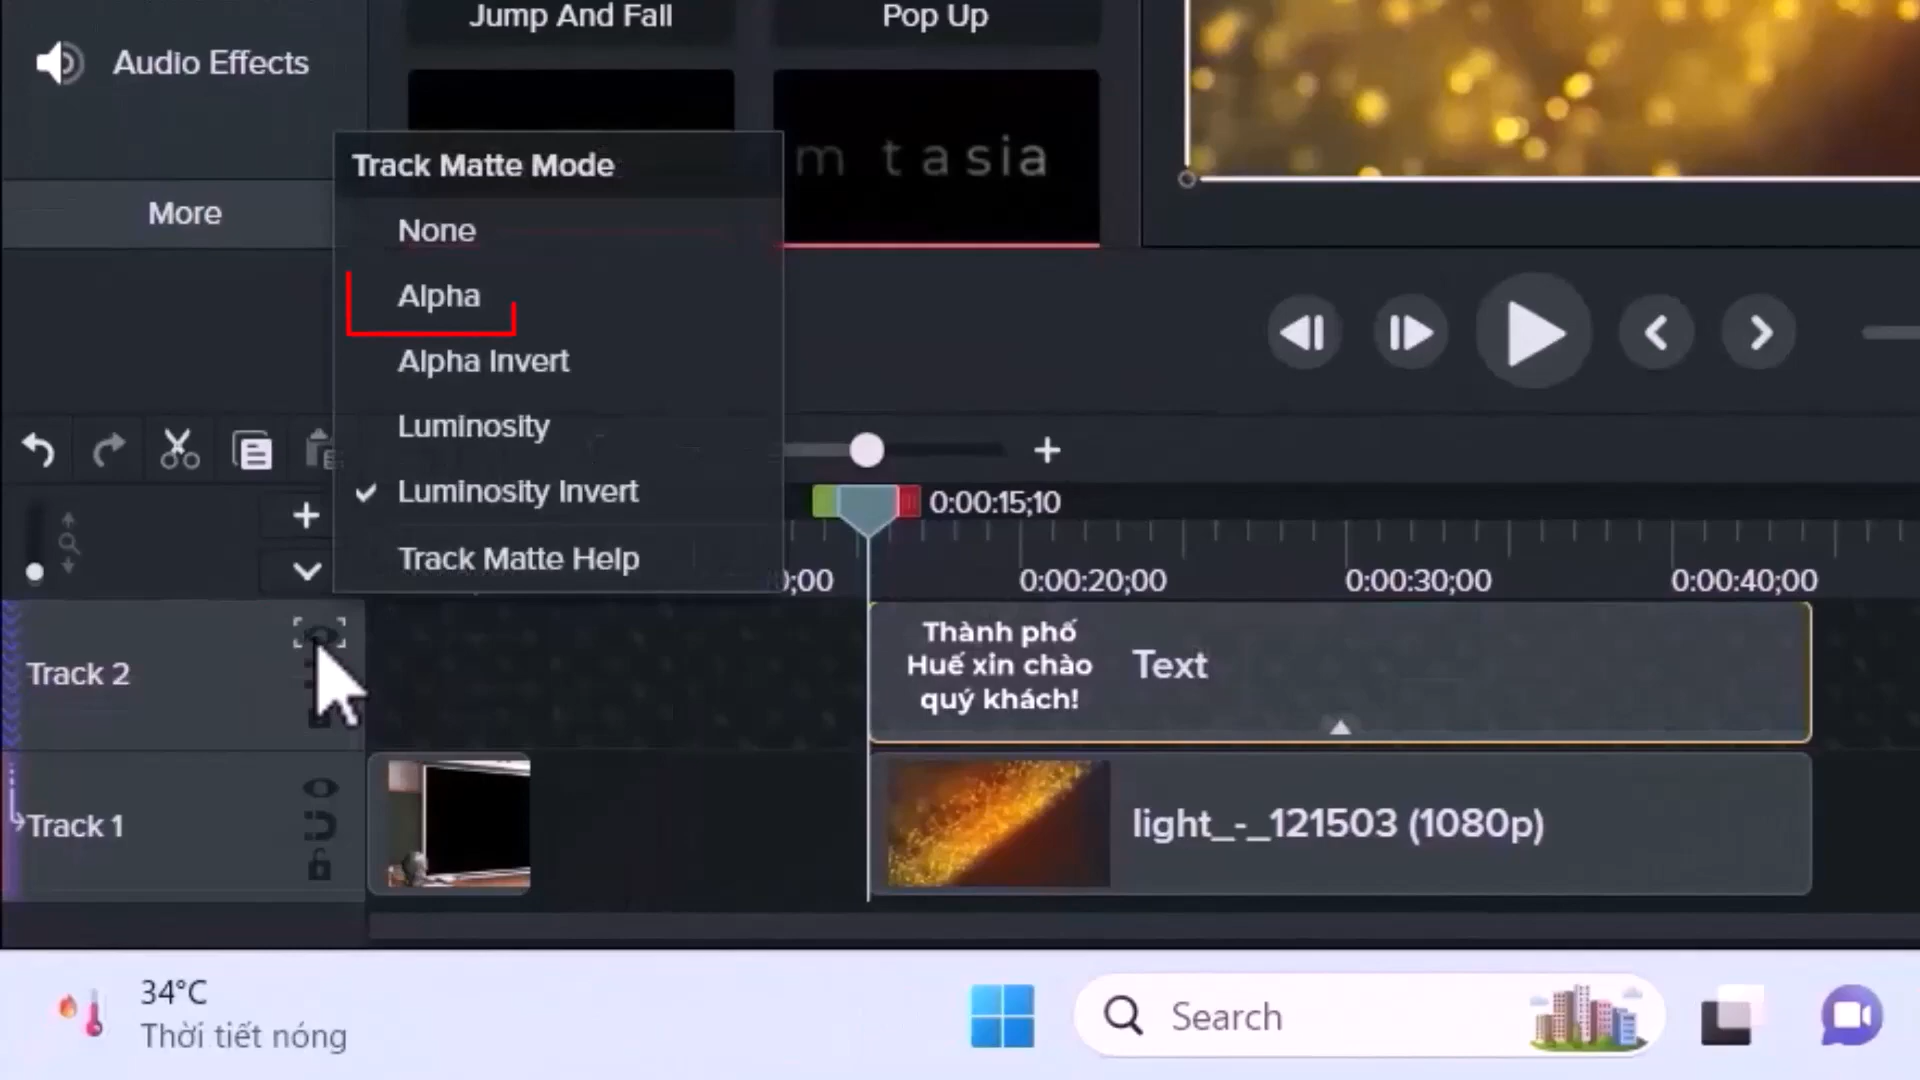 Jump And Fall
Pop Up
Audio Effects
m tasia
Track Matte Mode
More
None
Alpha
Alpha Invert
Luminosity
Luminosity Invert
Track Matte Help
0:00:15;10
0;00
0:00:20;00
0:00:30;00
0:00:40;00
Track 2
Thành phố
Huế xin chào
quý khách!
Text
Track 1
light_-_121503 (1080p)
34°C
Thời tiết nóng
Search